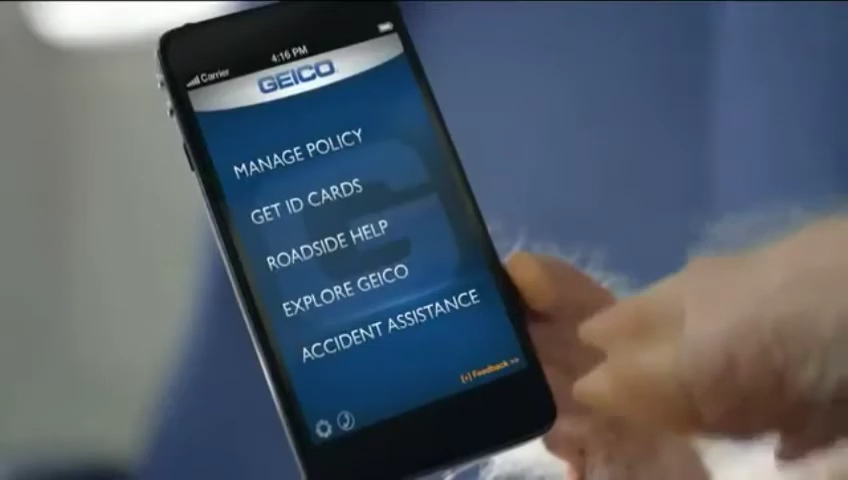 Carrier 4:16 PM
GEICO
MANAGE POLICY
GET ID CARDS
ROADSIDE HELP
EXPLORE GEICO
ACCIDENT ASSISTANCE
[+] Feedback >>